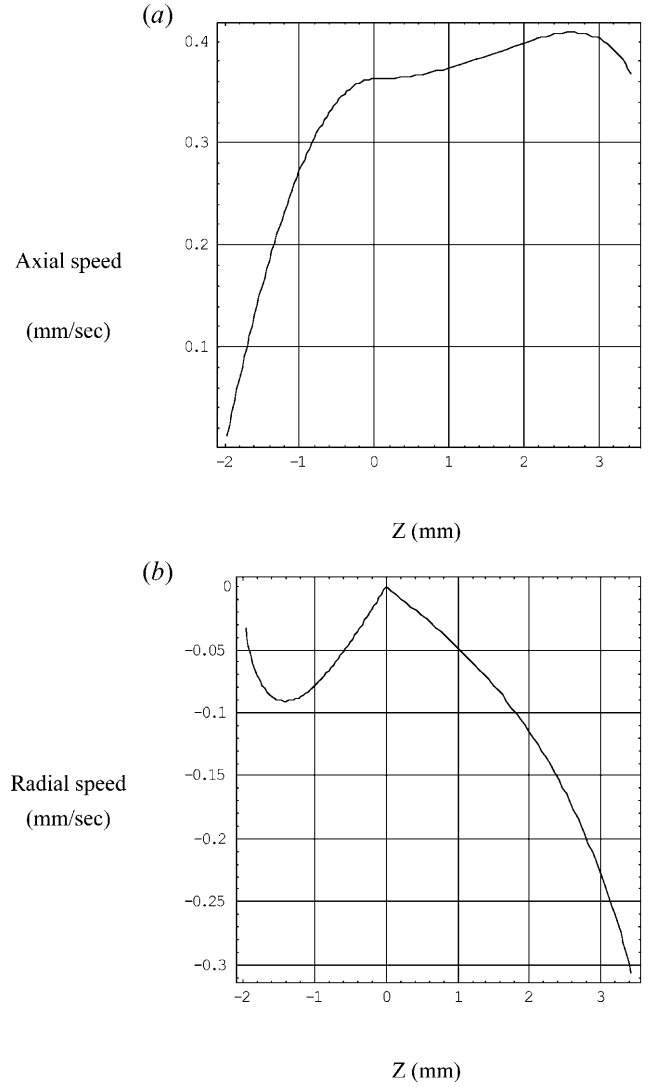 (a)
0.4
0.3
0.2
0.1
Axial speed
(mm/sec)
-2 -1 0 1 2 3
Z (mm)
(b)
0
-0.05
-0.1
-0.15
-0.2
-0.25
-0.3
Radial speed
(mm/sec)
-2 -1 0 1 2 3
Z (mm)